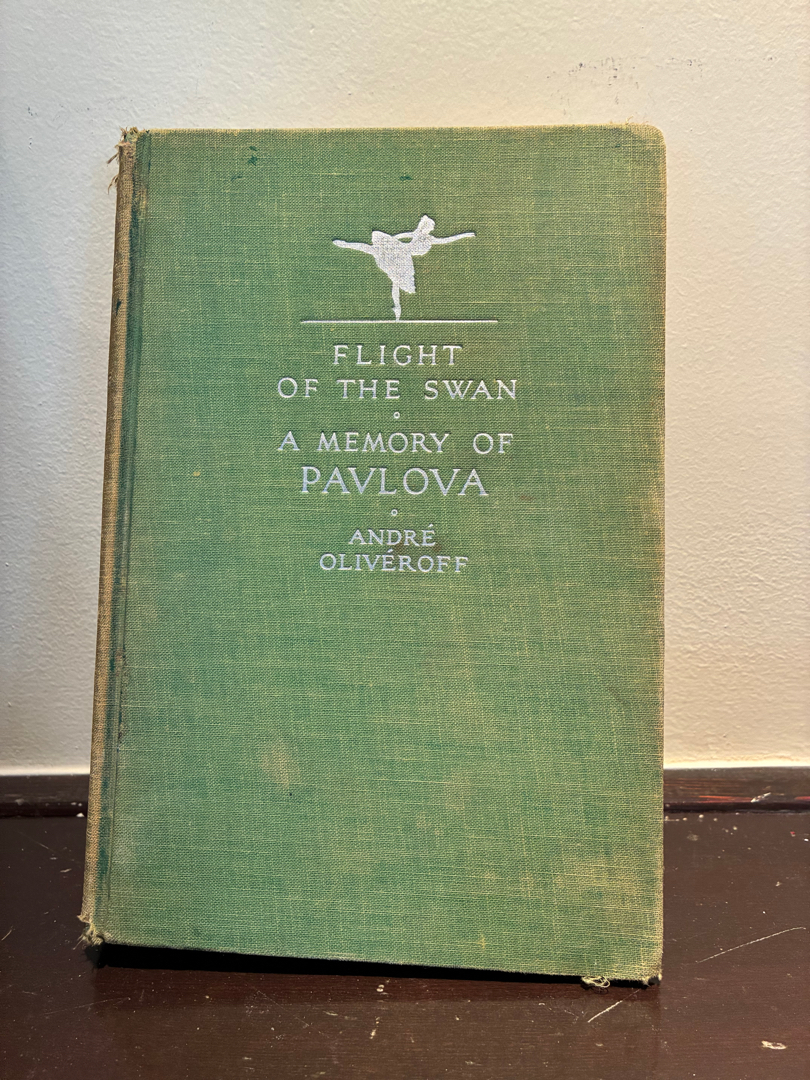 FLIGHT
OF THE SWAN
A MEMORY OF
PAVLOVA
ANDRÉ
OLIVÉROFF